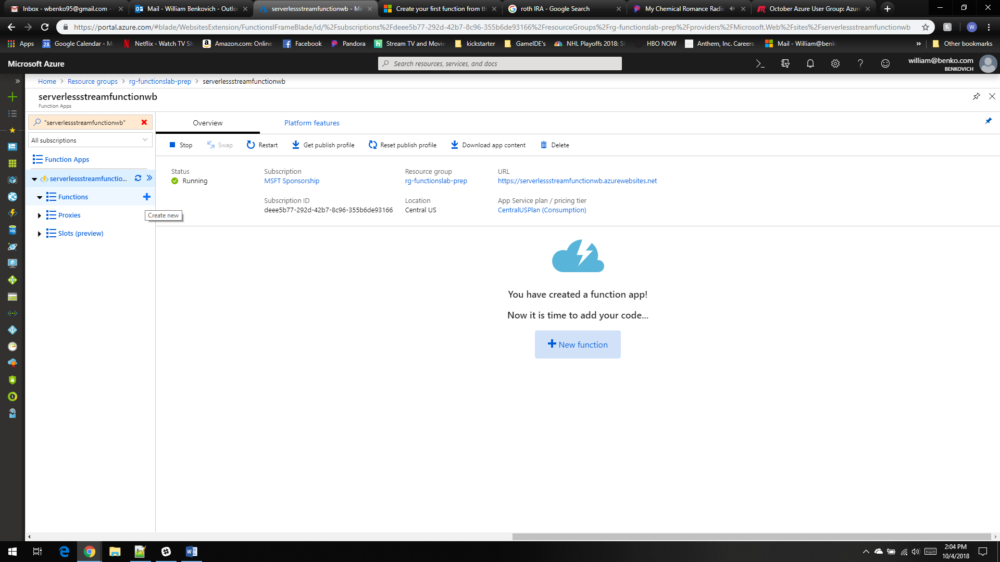 Inbox - wbenko95@gmail.com -
Mail - William Benkovich - Outlo
serverlessstreamfunctionwb - Mi
Create your first function from th
roth IRA - Google Search
My Chemical Romance Radio
October Azure User Group: Azure
https://portal.azure.com/#blade/WebsitesExtension/FunctionsIFrameBlade/id/%2Fsubscriptions%2Fdeee5b77-292d-42b7-8c96-355b6de93166%2FresourceGroups%2Frg-functionslab-prep%2Fproviders%2FMicrosoft.Web%2Fsites%2Fserverlessstreamfunctionwb
W
Apps
28
Google Calendar - M
Netflix - Watch TV Sh
Amazon.com: Online
Facebook
Pandora
Stream TV and Movie
kickstarter
GameIDE's
NHL Playoffs 2018: St
HBO NOW
Anthem, Inc. Careers
Mail - William@benk
Other bookmarks
Microsoft Azure
Search resources, services, and docs
william@benko.com
BENKOVICH
Home > Resource groups > rg-functionslab-prep > serverlessstreamfunctionwb
serverlessstreamfunctionwb
Function Apps
"serverlessstreamfunctionwb"
All subscriptions
Function Apps
serverlessstreamfunctio...
Functions
Proxies
Slots (preview)
Create new
Overview
Platform features
Stop
Swap
Restart
Get publish profile
Reset publish profile
Download app content
Delete
Status
Running
Subscription
MSFT Sponsorship
Resource group
rg-functionslab-prep
URL
https://serverlessstreamfunctionwb.azurewebsites.net
Subscription ID
deee5b77-292d-42b7-8c96-355b6de93166
Location
Central US
App Service plan / pricing tier
CentralUSPlan (Consumption)
You have created a function app!
Now it is time to add your code...
New function
SQL
2:04 PM
10/4/2018